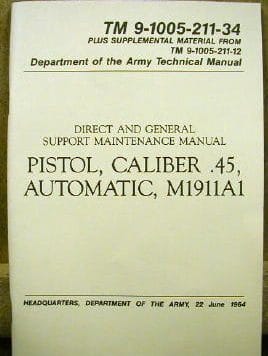 TM 9-1005-211-34
PLUS SUPPLEMENTAL MATERIAL FROM
TM 9-1005-211-12
Department of the Army Technical Manual
DIRECT AND GENERAL
SUPPORT MAINTENANCE MANUAL
PISTOL, CALIBER .45,
AUTOMATIC, M1911A1
HEADQUARTERS, DEPARTMENT OF THE ARMY, 22 June 1964